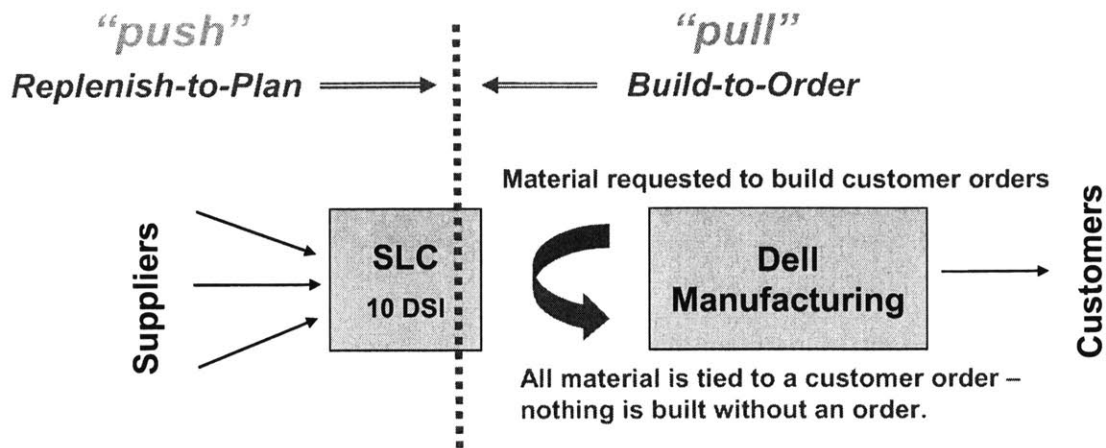 “push”
“pull”
Replenish-to-Plan
Build-to-Order
Material requested to build customer orders
Suppliers
SLC
10 DSI
Dell
Manufacturing
Customers
All material is tied to a customer order –
nothing is built without an order.